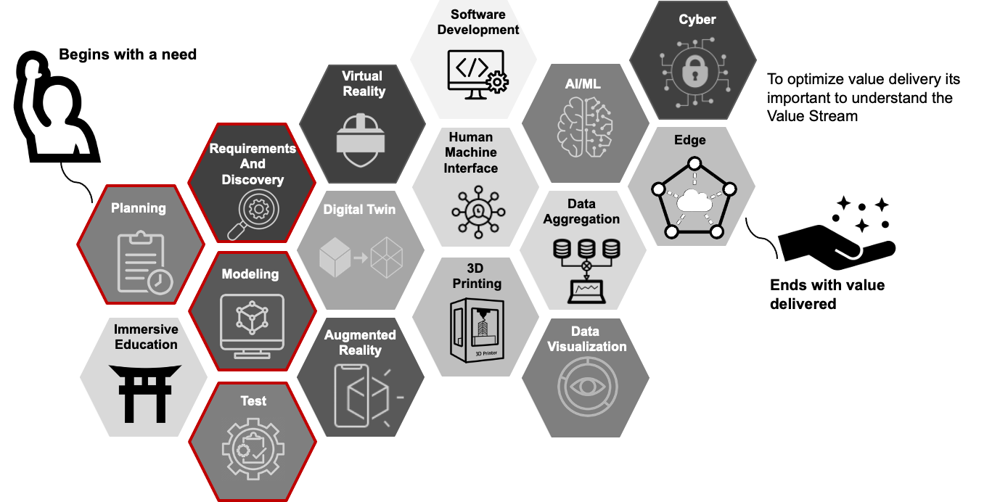 Begins with a need
Planning
Immersive
Education
Requirements
And
Discovery
Modeling
Test
Virtual
Reality
Digital Twin
Augmented
Reality
Software
Development
</>
Human
Machine
Interface
3D
Printing
3D Printer
AI/ML
Data
Aggregation
Data
Visualization
Cyber
Edge
To optimize value delivery its
important to understand the
Value Stream
Ends with value
delivered